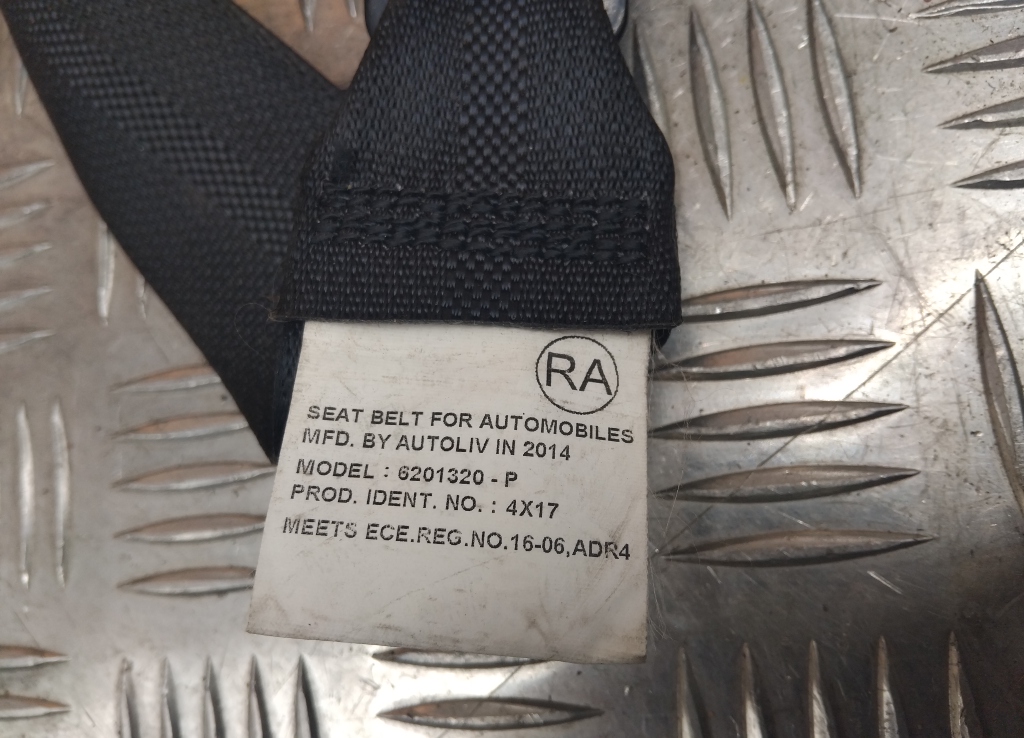 RA
SEAT BELT FOR AUTOMOBILES
MFD. BY AUTOLIV IN 2014
MODEL : 6201320 - P
PROD. IDENT. NO. : 4X17
MEETS ECE.REG.NO.16-06,ADR4